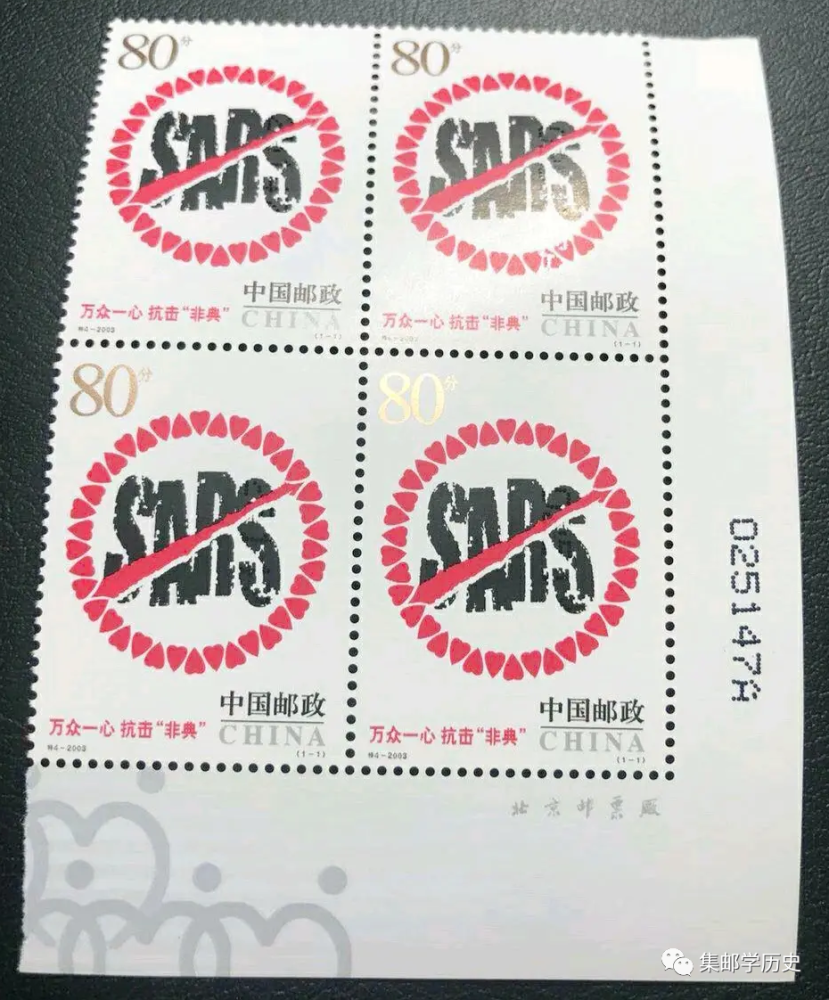 80分
SARS
中国邮政
万众一心 抗击“非典”
CHINA
特4-2003
(1-1)
80分
SARS
中国邮政
万众一心 抗击“非典”
CHINA
特4-2003
(1-1)
80分
SARS
中国邮政
万众一心 抗击“非典”
CHINA
特4-2003
(1-1)
80分
SARS
中国邮政
万众一心 抗击“非典”
CHINA
特4-2003
(1-1)
025147A
北京邮票厂
集邮学历史